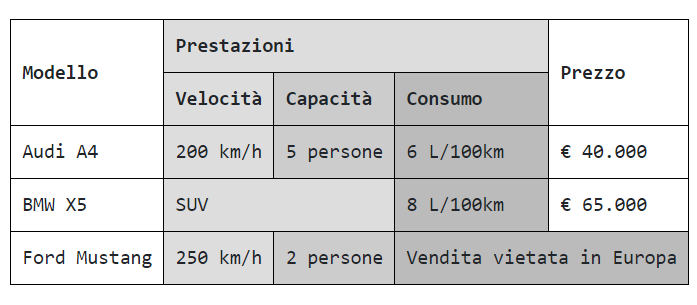 Modello Prestazioni Prezzo
Velocità Capacità Consumo
Audi A4 200 km/h 5 persone 6 L/100km € 40.000
BMW X5 SUV 8 L/100km € 65.000
Ford Mustang 250 km/h 2 persone Vendita vietata in Europa